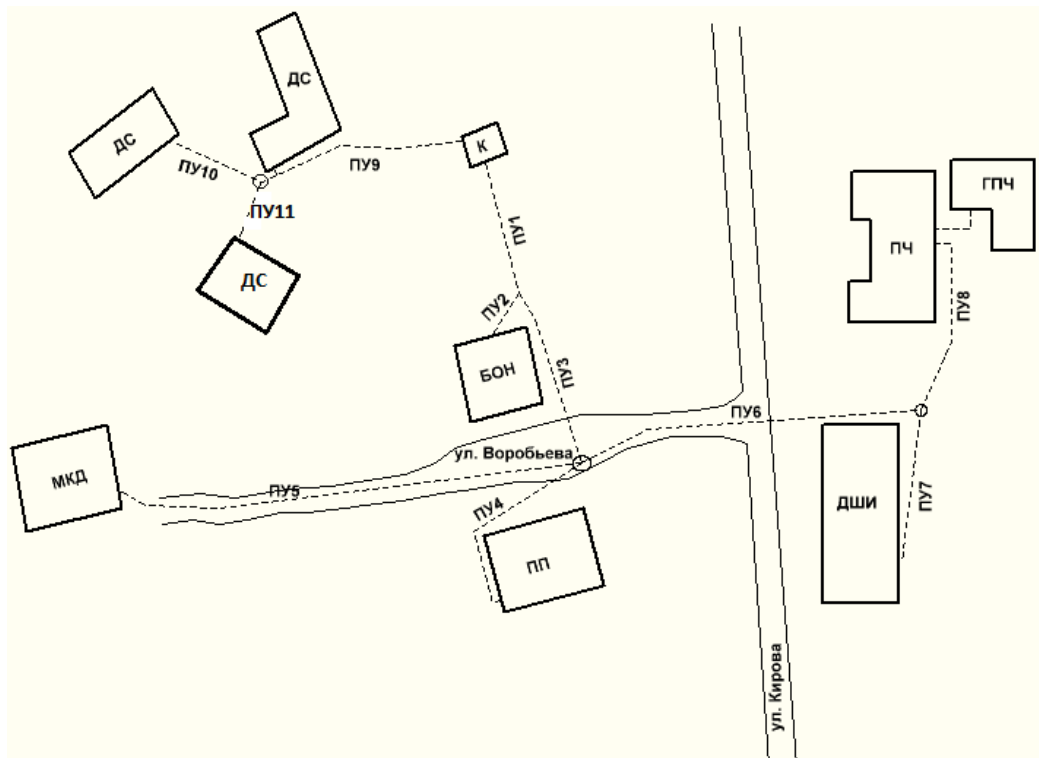 ДС
ДС
К
ПУ10
ПУ9
ГПЧ
ПУ11
ПУ1
ПЧ
ДС
ПУ2
ПУ8
БОН
ПУ3
ПУ6
ул. Воробьева
МКД
ПУ5
ПУ4
ДШИ
ПУ7
ПП
ул. Кирова